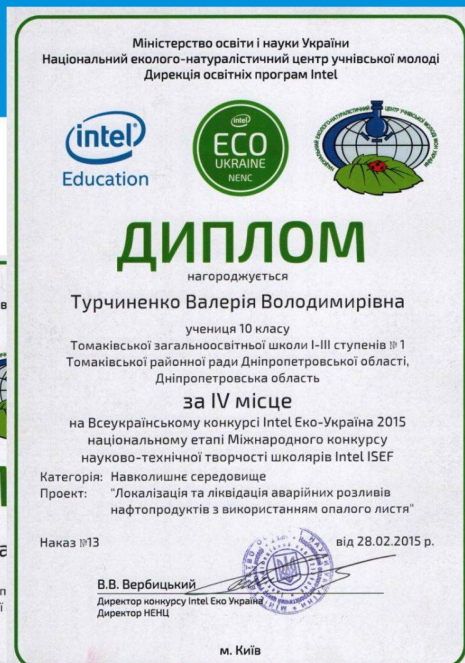 Міністерство освіти і науки України
Національний еколого-натуралістичний центр учнівської молоді
Дирекція освітніх програм Intel
intel
Education
intel
ECO
UKRAINE
NENC
ДИПЛОМ
нагороджується
Турчиненко Валерія Володимирівна
учениця 10 класу
Томаківської загальноосвітньої школи І-ІІІ ступенів №1
Томаківської районної ради Дніпропетровської області,
Дніпропетровська область
за IV місце
на Всеукраїнському конкурсі Intel Еко-Україна 2015
національному етапі Міжнародного конкурсу
науково-технічної творчості школярів Intel ISEF
Категорія: Навколишнє середовище
Проект: "Локалізація та ліквідація аварійних розливів
нафтопродуктів з використанням опалого листя"
Наказ №13 від 28.02.2015 р.
В.В. Вербицький
Директор конкурсу Intel Еко Україна
Директор НЕНЦ
м. Київ